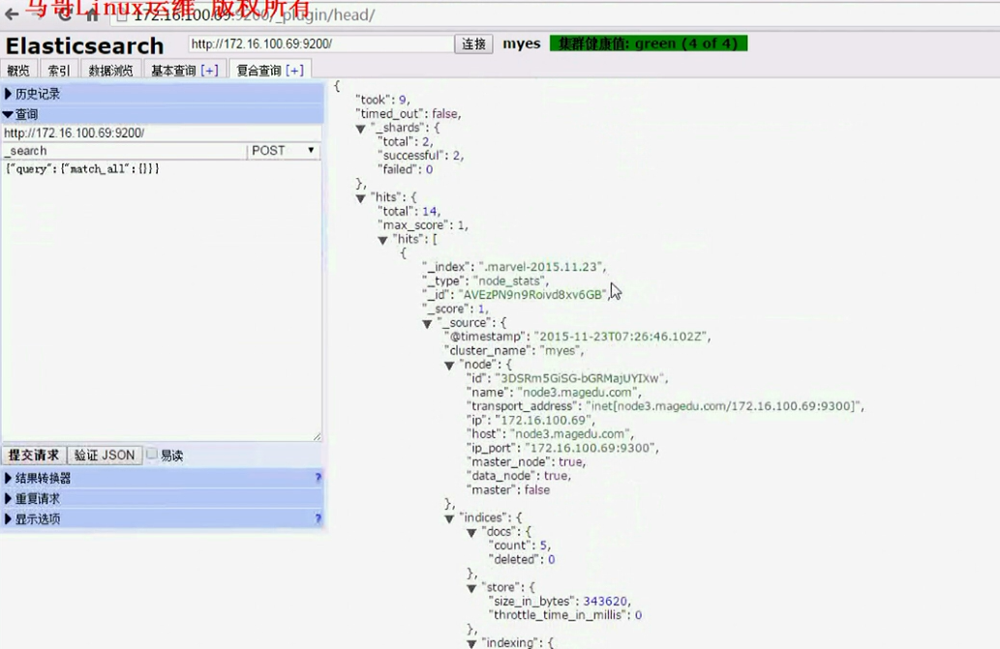 马哥Linux运维 版权所有
172.16.100.69:9200/_plugin/head/
Elasticsearch http://172.16.100.69:9200/ 连接 myes 集群健康值: green (4 of 4)
概览 索引 数据浏览 基本查询 [+] 复合查询 [+]
历史记录
查询
http://172.16.100.69:9200/
_search POST
{"query":{"match_all":{}}}
提交请求 验证 JSON 易读
结果转换器 ?
重复请求
显示选项 ?
{
"took": 9,
"timed_out": false,
"_shards": {
"total": 2,
"successful": 2,
"failed": 0
},
"hits": {
"total": 14,
"max_score": 1,
"hits": [
{
"_index": ".marvel-2015.11.23",
"_type": "node_stats",
"_id": "AVEzPN9n9Roivd8xv6GB",
"_score": 1,
"_source": {
"@timestamp": "2015-11-23T07:26:46.102Z",
"cluster_name": "myes",
"node": {
"id": "3DSRm5GiSG-bGRMajUYIXw",
"name": "node3.magedu.com",
"transport_address": "inet[node3.magedu.com/172.16.100.69:9300]",
"ip": "172.16.100.69",
"host": "node3.magedu.com",
"ip_port": "172.16.100.69:9300",
"master_node": true,
"data_node": true,
"master": false
},
"indices": {
"docs": {
"count": 5,
"deleted": 0
},
"store": {
"size_in_bytes": 343620,
"throttle_time_in_millis": 0
},
"indexing": {